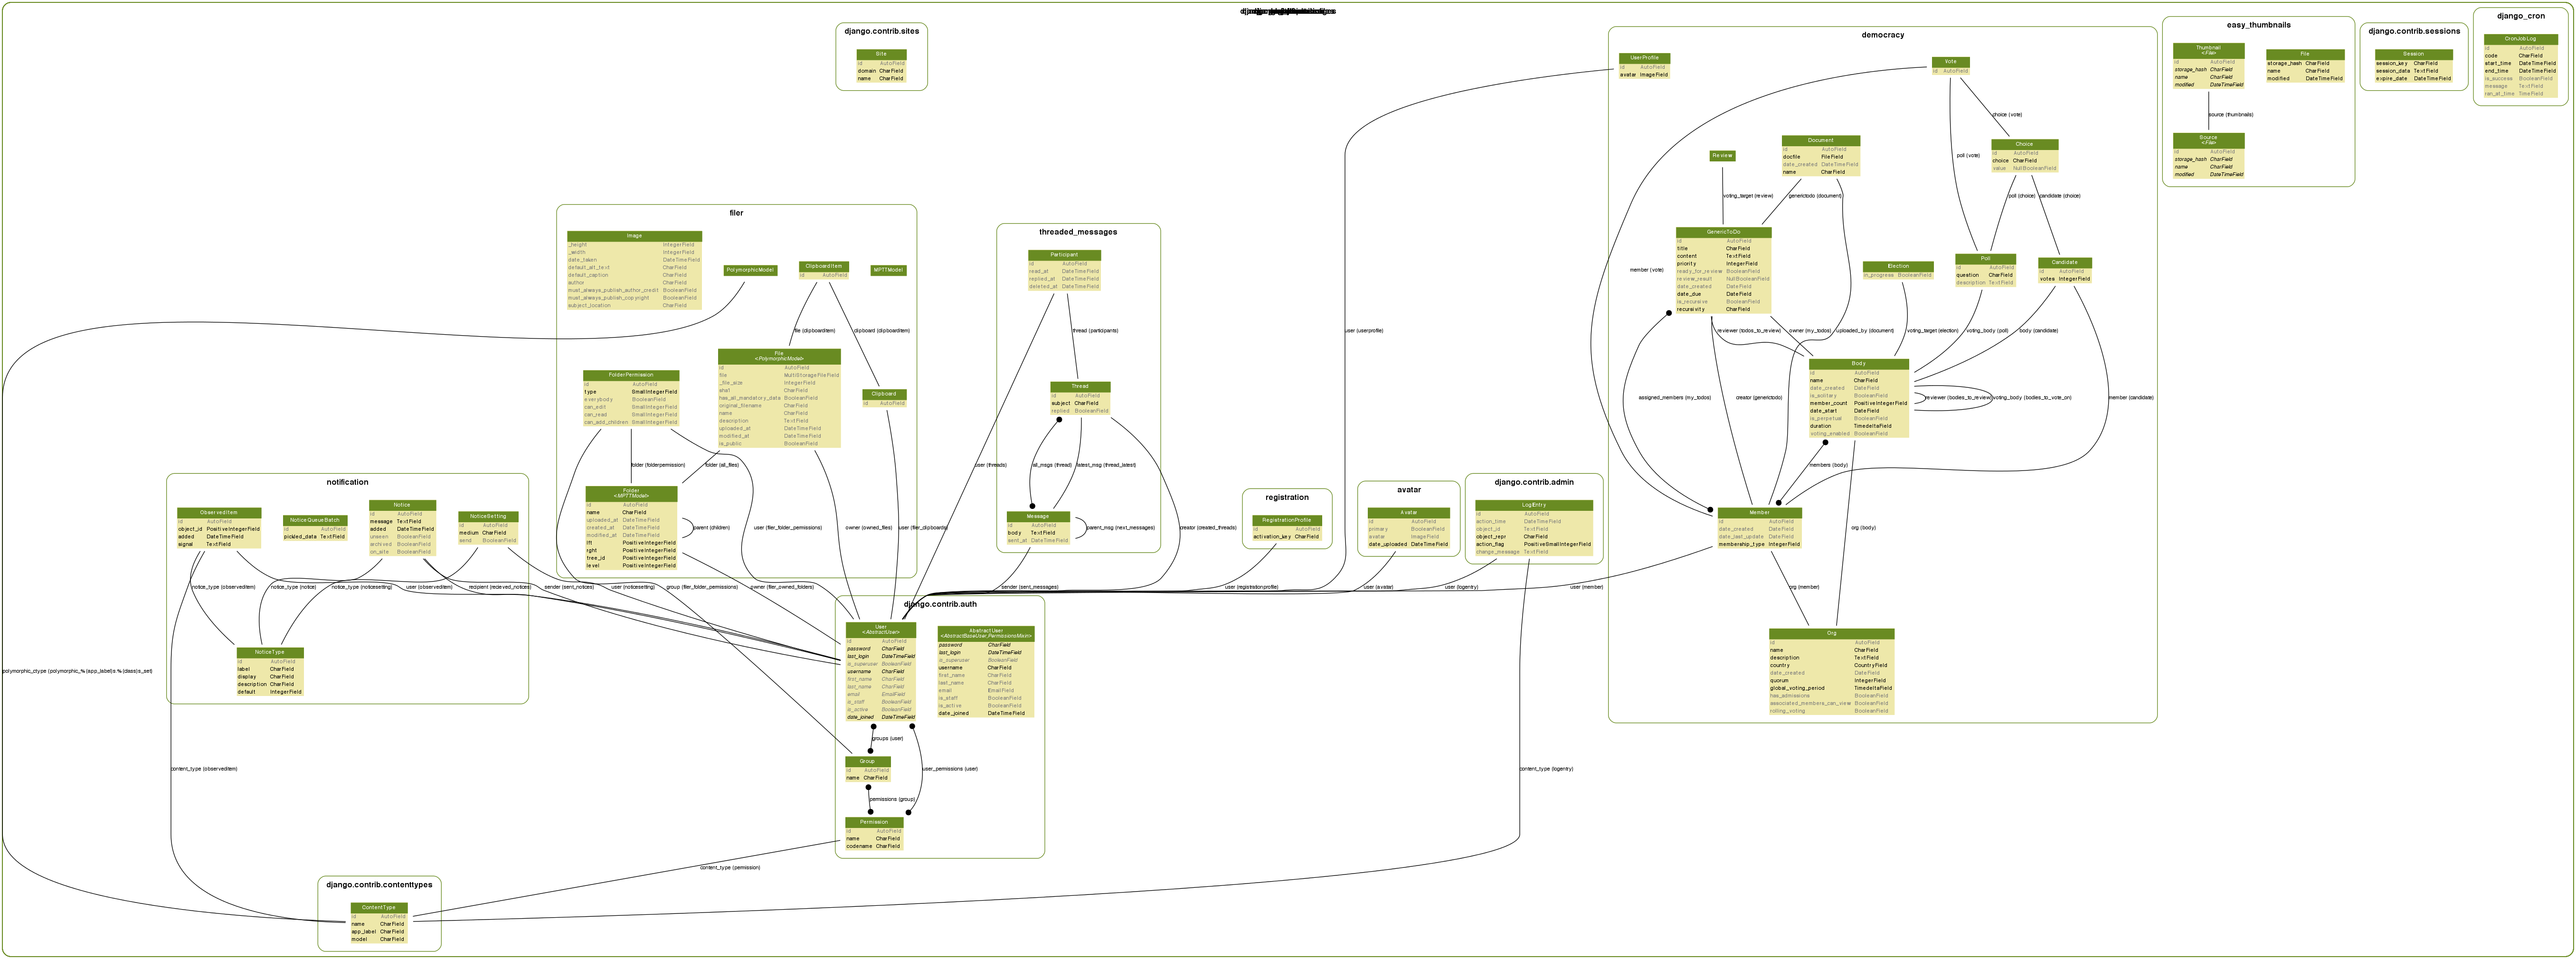 django.contrib.sites
Site
id AutoField
domain CharField
name CharField
democracy
UserProfile
id AutoField
avatar ImageField
Vote
id AutoField
choice (vote)
poll (vote)
Choice
id AutoField
choice CharField
value NullBooleanField
Document
id AutoField
docfile FileField
date_created DateTimeField
name CharField
Review
voting_target (review)
generictodo (document)
poll (choice)
candidate (choice)
GenericToDo
id AutoField
title CharField
content TextField
priority IntegerField
ready_for_review BooleanField
review_result NullBooleanField
date_created DateField
date_due DateField
is_recursive BooleanField
recursivity CharField
member (vote)
Election
in_progress BooleanField
Poll
id AutoField
question CharField
description TextField
Candidate
id AutoField
votes IntegerField
reviewer (todos_to_review)
owner (my_todos)
uploaded_by (document)
voting_target (election)
voting_body (poll)
body (candidate)
Body
id AutoField
name CharField
date_created DateField
is_solitary BooleanField
member_count PositiveIntegerField
date_start DateField
is_perpetual BooleanField
duration TimedeltaField
voting_enabled BooleanField
assigned_members (my_todos)
creator (generictodo)
reviewer (bodies_to_review)
voting_body (bodies_to_vote_on)
member (candidate)
members (body)
org (body)
Member
id AutoField
date_created DateField
date_last_update DateField
membership_type IntegerField
org (member)
Org
id AutoField
name CharField
description TextField
country CountryField
date_created DateField
quorum IntegerField
global_voting_period TimedeltaField
has_admissions BooleanField
associated_members_can_view BooleanField
rolling_voting BooleanField
easy_thumbnails
Thumbnail
<File>
id AutoField
storage_hash CharField
name CharField
modified DateTimeField
File
storage_hash CharField
name CharField
modified DateTimeField
source (thumbnails)
Source
<File>
id AutoField
storage_hash CharField
name CharField
modified DateTimeField
django.contrib.sessions
Session
session_key CharField
session_data TextField
expire_date DateTimeField
django_cron
CronJobLog
id AutoField
code CharField
start_time DateTimeField
end_time DateTimeField
is_success BooleanField
message TextField
ran_at_time TimeField
filer
Image
_height IntegerField
_width IntegerField
date_taken DateTimeField
default_alt_text CharField
default_caption CharField
author CharField
must_always_publish_author_credit BooleanField
must_always_publish_copyright BooleanField
subject_location CharField
PolymorphicModel
ClipboardItem
id AutoField
MPTTModel
file (clipboarditem)
clipboard (clipboarditem)
File
<PolymorphicModel>
id AutoField
file MultiStorageFileField
_file_size IntegerField
sha1 CharField
has_all_mandatory_data BooleanField
original_filename CharField
name CharField
description TextField
uploaded_at DateTimeField
modified_at DateTimeField
is_public BooleanField
FolderPermission
id AutoField
type SmallIntegerField
everybody BooleanField
can_edit SmallIntegerField
can_read SmallIntegerField
can_add_children SmallIntegerField
Clipboard
id AutoField
folder (folderpermission)
folder (all_files)
Folder
<MPTTModel>
id AutoField
name CharField
uploaded_at DateTimeField
created_at DateTimeField
modified_at DateTimeField
lft PositiveIntegerField
rght PositiveIntegerField
tree_id PositiveIntegerField
level PositiveIntegerField
parent (children)
user (filer_folder_permissions)
owner (owned_files)
user (filer_clipboards)
threaded_messages
Participant
id AutoField
read_at DateTimeField
replied_at DateTimeField
deleted_at DateTimeField
thread (participants)
Thread
id AutoField
subject CharField
replied BooleanField
user (threads)
all_msgs (thread)
latest_msg (thread_latest)
Message
id AutoField
body TextField
sent_at DateTimeField
parent_msg (next_messages)
creator (created_threads)
user (userprofile)
notification
ObservedItem
id AutoField
object_id PositiveIntegerField
added DateTimeField
signal TextField
NoticeQueueBatch
id AutoField
pickled_data TextField
Notice
id AutoField
message TextField
added DateTimeField
unseen BooleanField
archived BooleanField
on_site BooleanField
NoticeSetting
id AutoField
medium CharField
send BooleanField
notice_type (observeditem)
notice_type (notice)
notice_type (noticesetting)
user (observeditem)
recipient (recieved_notices)
sender (sent_notices)
user (noticesetting)
group (filer_folder_permissions)
owner (filer_owned_folders)
NoticeType
id AutoField
label CharField
display CharField
description CharField
default IntegerField
registration
RegistrationProfile
id AutoField
activation_key CharField
avatar
Avatar
id AutoField
primary BooleanField
avatar ImageField
date_uploaded DateTimeField
django.contrib.admin
LogEntry
id AutoField
action_time DateTimeField
object_id TextField
object_repr CharField
action_flag PositiveSmallIntegerField
change_message TextField
sender (sent_messages)
user (registrationprofile)
user (avatar)
user (logentry)
user (member)
django.contrib.auth
User
<AbstractUser>
id AutoField
password CharField
last_login DateTimeField
is_superuser BooleanField
username CharField
first_name CharField
last_name CharField
email EmailField
is_staff BooleanField
is_active BooleanField
date_joined DateTimeField
AbstractUser
<AbstractBaseUser,PermissionsMixin>
password CharField
last_login DateTimeField
is_superuser BooleanField
username CharField
first_name CharField
last_name CharField
email EmailField
is_staff BooleanField
is_active BooleanField
date_joined DateTimeField
groups (user)
Group
id AutoField
name CharField
user_permissions (user)
permissions (group)
Permission
id AutoField
name CharField
codename CharField
polymorphic_ctype (polymorphic_%(app_label)s.%(class)s_set)
content_type (observeditem)
content_type (logentry)
content_type (permission)
django.contrib.contenttypes
ContentType
id AutoField
name CharField
app_label CharField
model CharField